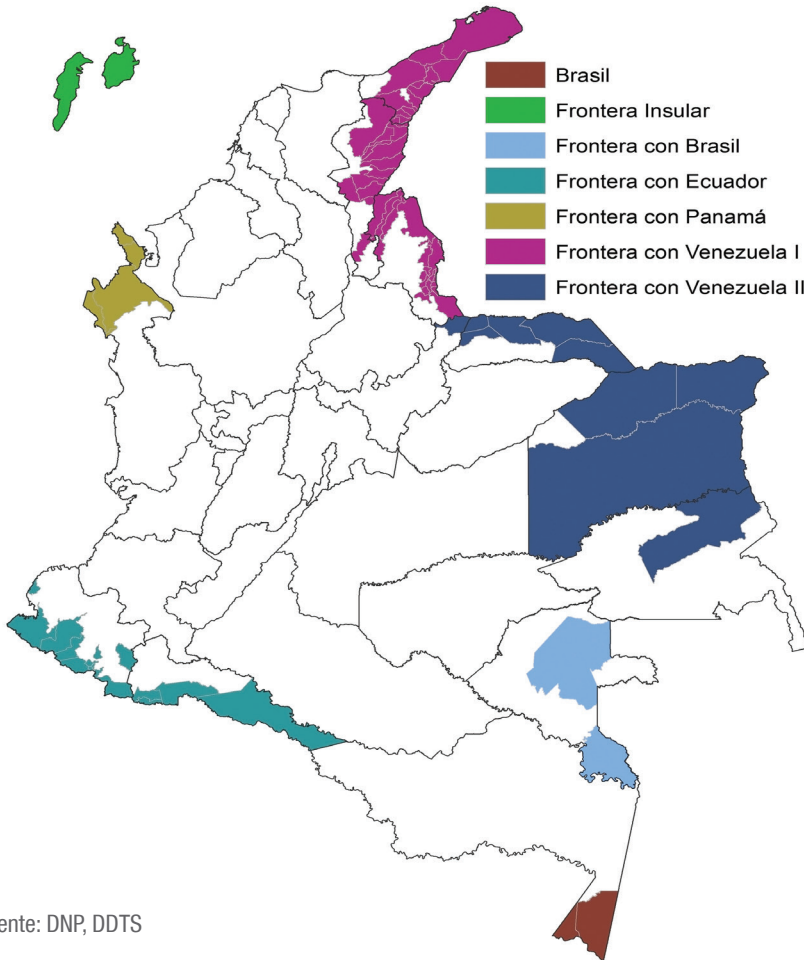 Brasil
Frontera Insular
Frontera con Brasil
Frontera con Ecuador
Frontera con Panamá
Frontera con Venezuela I
Frontera con Venezuela II
ente: DNP, DDTS